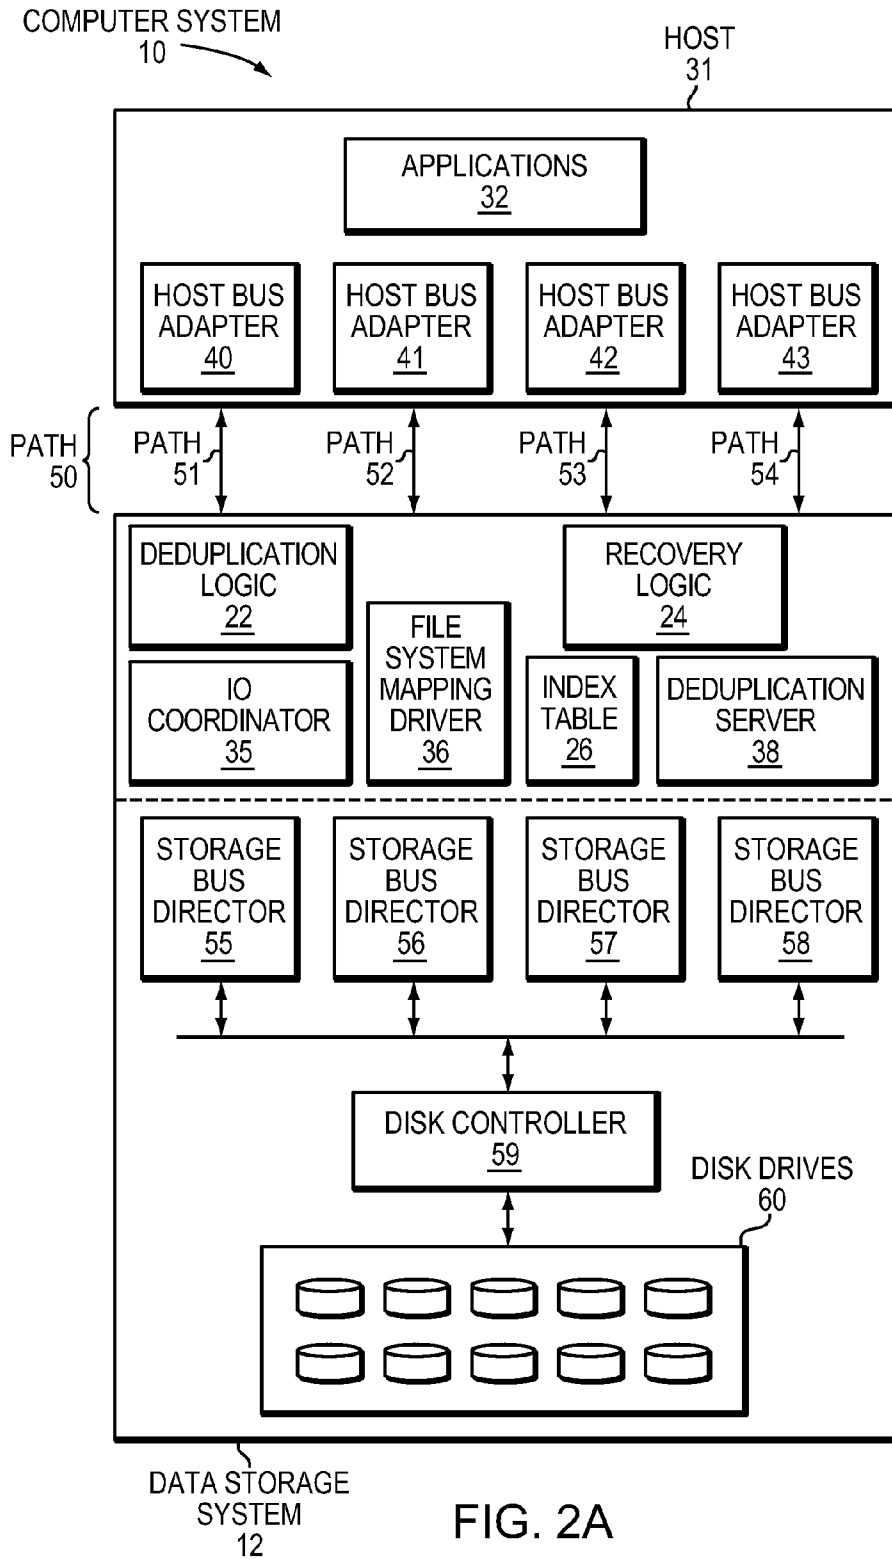 COMPUTER SYSTEM
10
HOST
31
APPLICATIONS
32
HOST BUS
ADAPTER
40
HOST BUS
ADAPTER
41
HOST BUS
ADAPTER
42
HOST BUS
ADAPTER
43
PATH
50
PATH
51
PATH
52
PATH
53
PATH
54
DEDUPLICATION
LOGIC
22
RECOVERY
LOGIC
24
FILE
SYSTEM
MAPPING
DRIVER
36
IO
COORDINATOR
35
INDEX
TABLE
26
DEDUPLICATION
SERVER
38
STORAGE
BUS
DIRECTOR
55
STORAGE
BUS
DIRECTOR
56
STORAGE
BUS
DIRECTOR
57
STORAGE
BUS
DIRECTOR
58
DISK CONTROLLER
59
DISK DRIVES
60
DATA STORAGE
SYSTEM
12
FIG. 2A